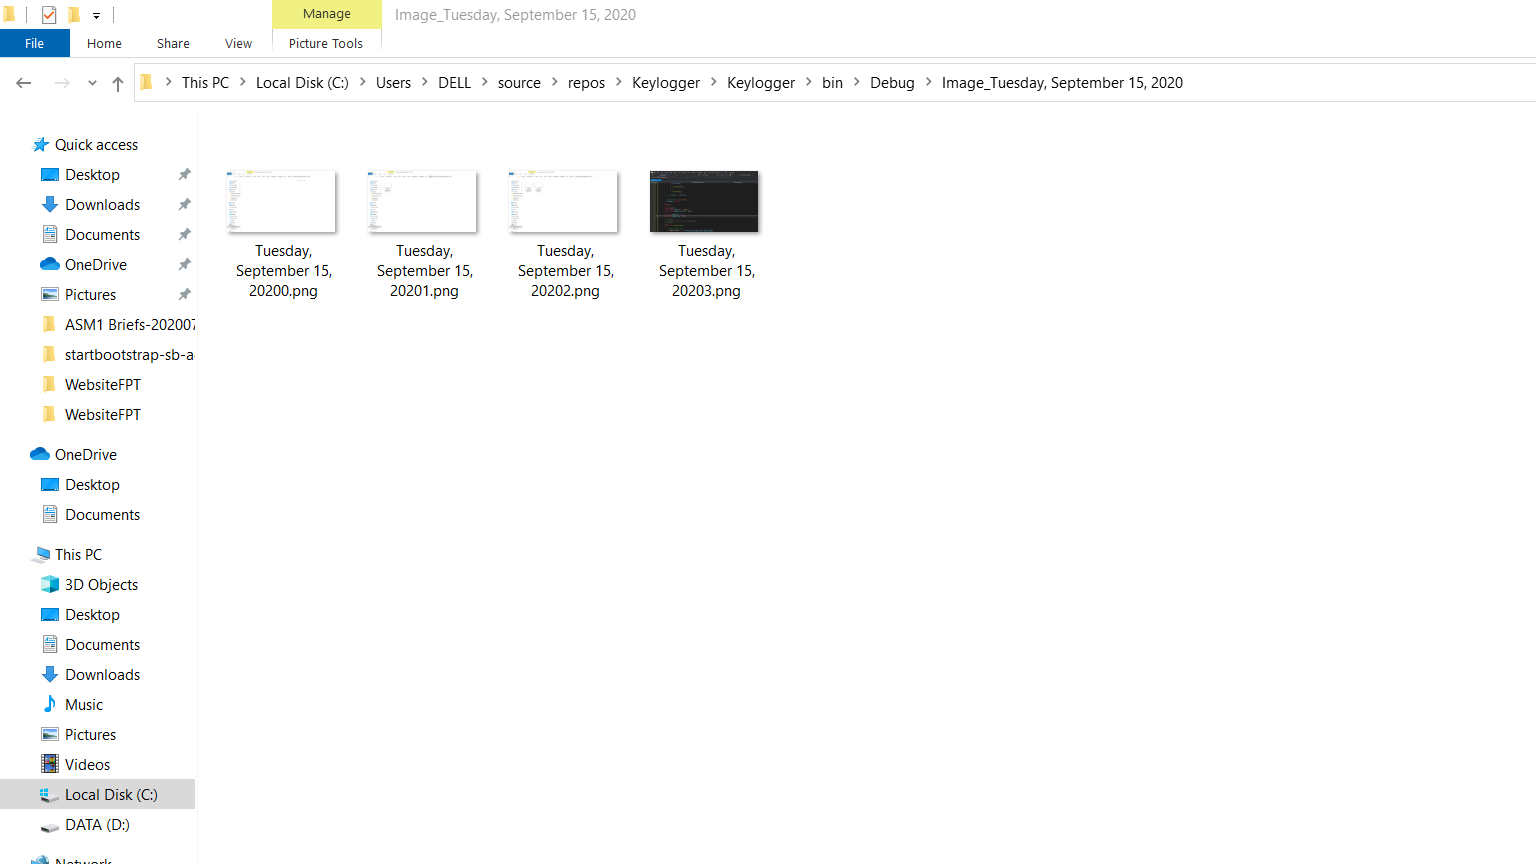 Manage
Image_Tuesday, September 15, 2020
File
Home
Share
View
Picture Tools
This PC
Local Disk (C:)
Users
DELL
source
repos
Keylogger
Keylogger
bin
Debug
Image_Tuesday, September 15, 2020
Quick access
Desktop
Downloads
Documents
OneDrive
Pictures
ASM1 Briefs-202007
startbootstrap-sb-a
WebsiteFPT
WebsiteFPT
OneDrive
Desktop
Documents
This PC
3D Objects
Desktop
Documents
Downloads
Music
Pictures
Videos
Local Disk (C:)
DATA (D:)
Network
Tuesday,
September 15,
20200.png
Tuesday,
September 15,
20201.png
Tuesday,
September 15,
20202.png
Tuesday,
September 15,
20203.png